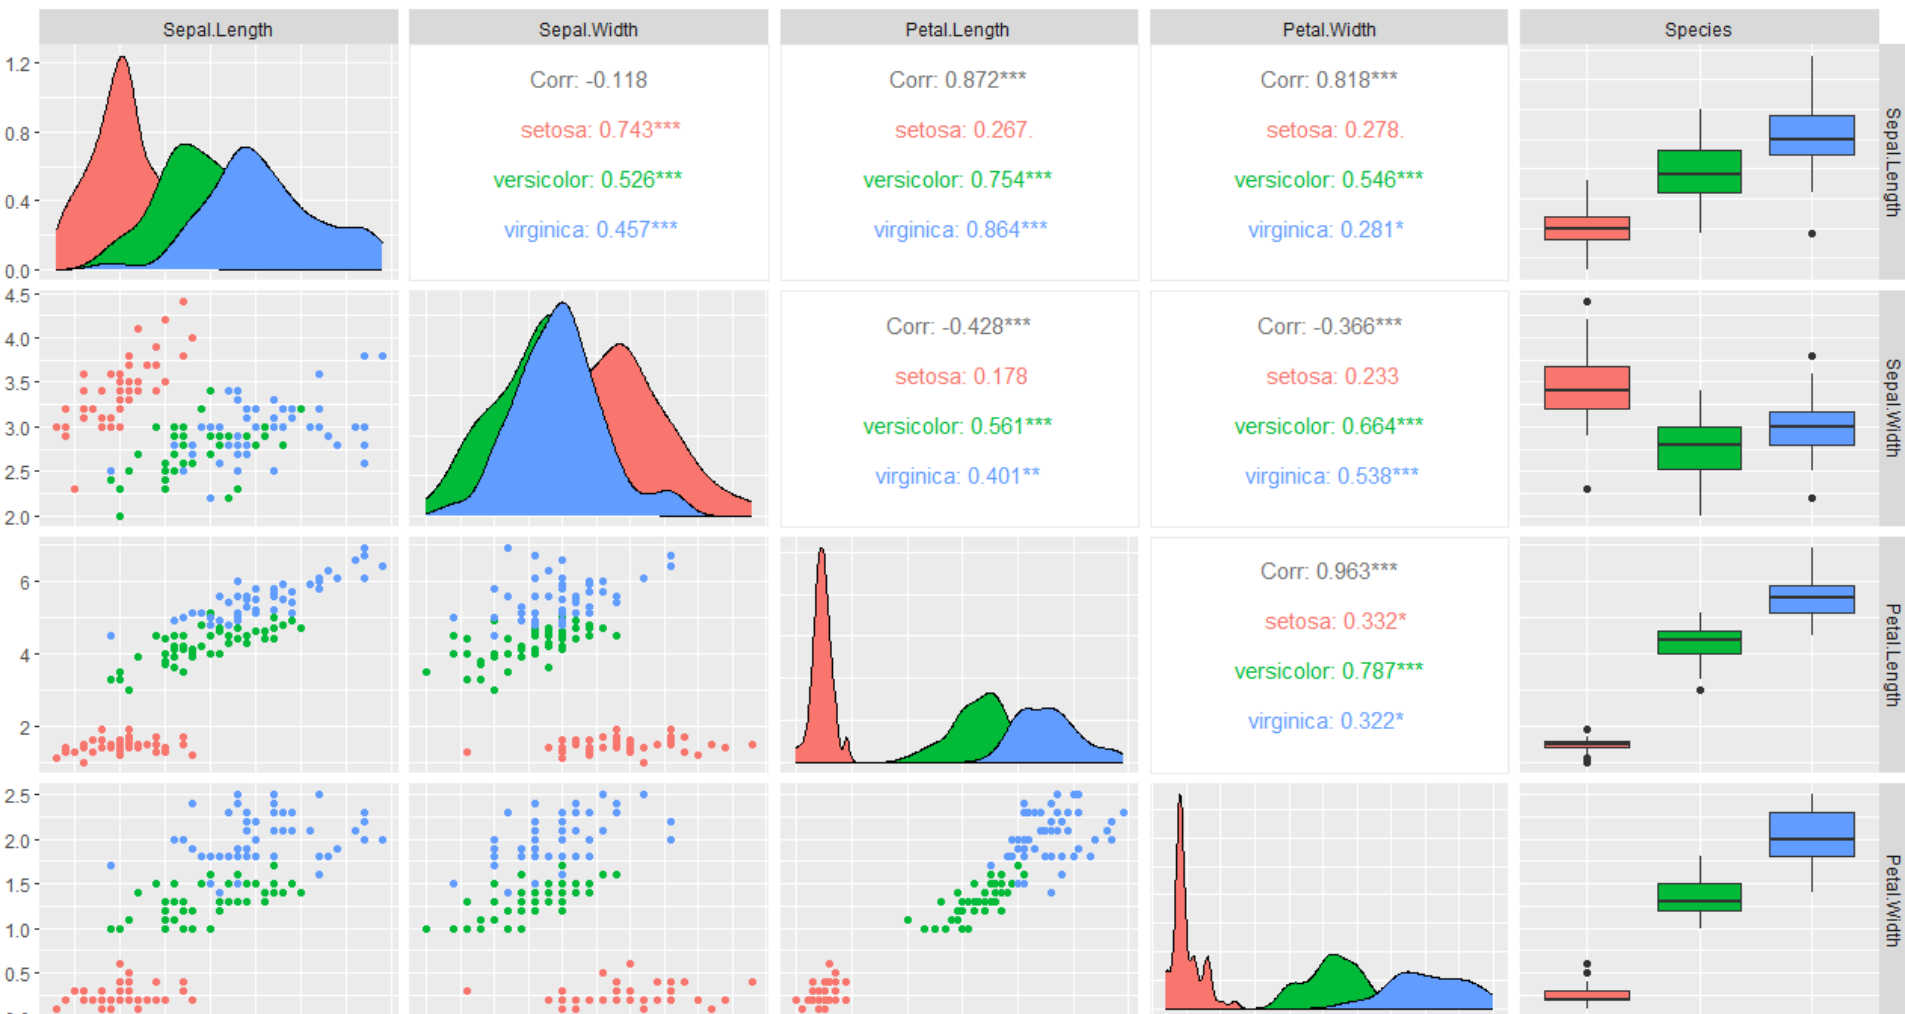 Sepal.Length
Sepal.Width
Petal.Length
Petal.Width
Species
1.2
0.8
0.4
0.0
Corr: -0.118
setosa: 0.743***
versicolor: 0.526***
virginica: 0.457***
Corr: 0.872***
setosa: 0.267.
versicolor: 0.754***
virginica: 0.864***
Corr: 0.818***
setosa: 0.278.
versicolor: 0.546***
virginica: 0.281*
Sepal.Length
4.5
4.0
3.5
3.0
2.5
2.0
Corr: -0.428***
setosa: 0.178
versicolor: 0.561***
virginica: 0.401**
Corr: -0.366***
setosa: 0.233
versicolor: 0.664***
virginica: 0.538***
Sepal.Width
6
4
2
Corr: 0.963***
setosa: 0.332*
versicolor: 0.787***
virginica: 0.322*
Petal.Length
2.5
2.0
1.5
1.0
0.5
Petal.Width